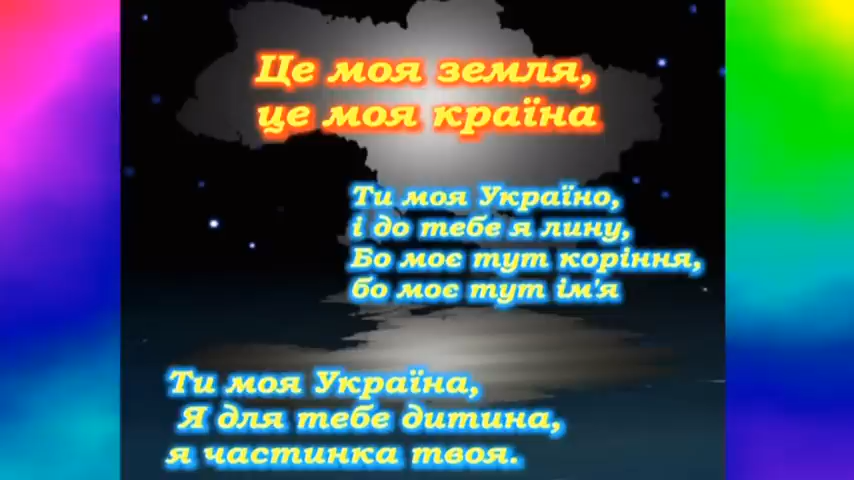 Це моя земля,
це моя країна
Ти моя Україно,
і до тебе я лину,
Бо моє тут коріння,
бо моє тут ім'я
Ти моя Україна,
Я для тебе дитина,
я частинка твоя.